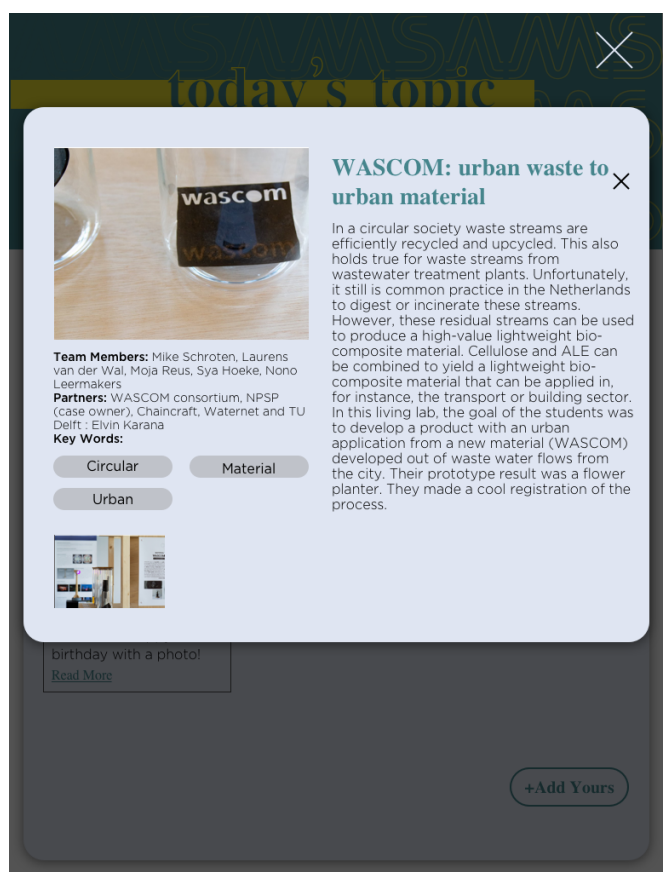 SAMSAMS
today's topic
wascom
wascom
WASCOM: urban waste to
urban material
In a circular society waste streams are
efficiently recycled and upcycled. This also
holds true for waste streams from
wastewater treatment plants. Unfortunately,
it still is common practice in the Netherlands
to digest or incinerate these streams.
However, these residual streams can be used
to produce a high-value lightweight bio-
composite material. Cellulose and ALE can
be combined to yield a lightweight bio-
composite material that can be applied in,
for instance, the transport or building sector.
In this living lab, the goal of the students was
to develop a product with an urban
application from a new material (WASCOM)
developed out of waste water flows from
the city. Their prototype result was a flower
planter. They made a cool registration of the
process.
Team Members: Mike Schroten, Laurens
van der Wal, Moja Reus, Sya Hoeke, Nono
Leermakers
Partners: WASCOM consortium, NPSP
(case owner), Chaincraft, Waternet and TU
Delft : Elvin Karana
Key Words:
Circular
Material
Urban
birthday with a photo!
Read More
+Add Yours